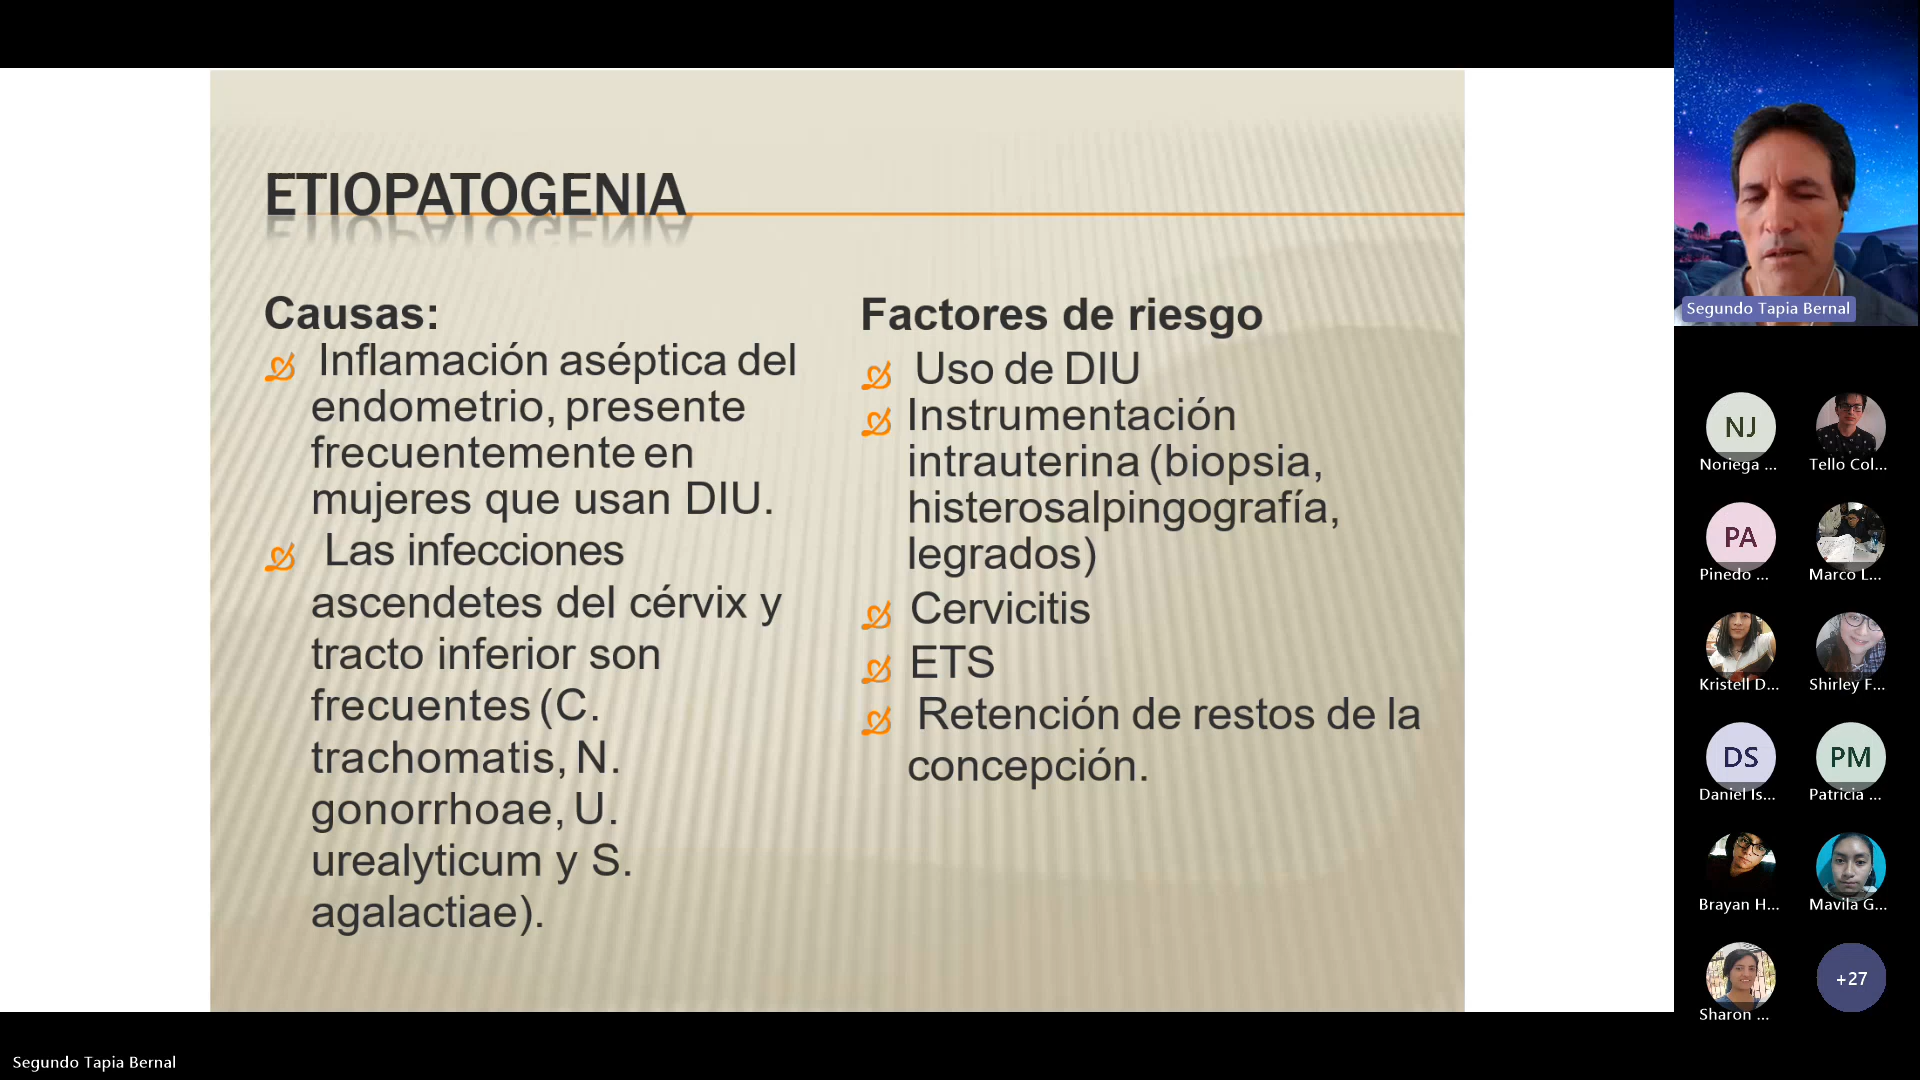 ETIOPATOGENIA
Causas:
Inflamación aséptica del
endometrio, presente
frecuentemente en
mujeres que usan DIU.
Las infecciones
ascendetes del cérvix y
tracto inferior son
frecuentes (C.
trachomatis, N.
gonorrhoae, U.
urealyticum y S.
agalactiae).
Factores de riesgo
Uso de DIU
Instrumentación
intrauterina (biopsia,
histerosalpingografía,
legrados)
Cervicitis
ETS
Retención de restos de la
concepción.
Segundo Tapia Bernal
NJ
Noriega ...
Tello Col...
PA
Pinedo ...
Marco L...
Kristell D...
Shirley F...
DS
Daniel Is...
PM
Patricia ...
Brayan H...
Mavila G...
Sharon ...
+27
Segundo Tapia Bernal